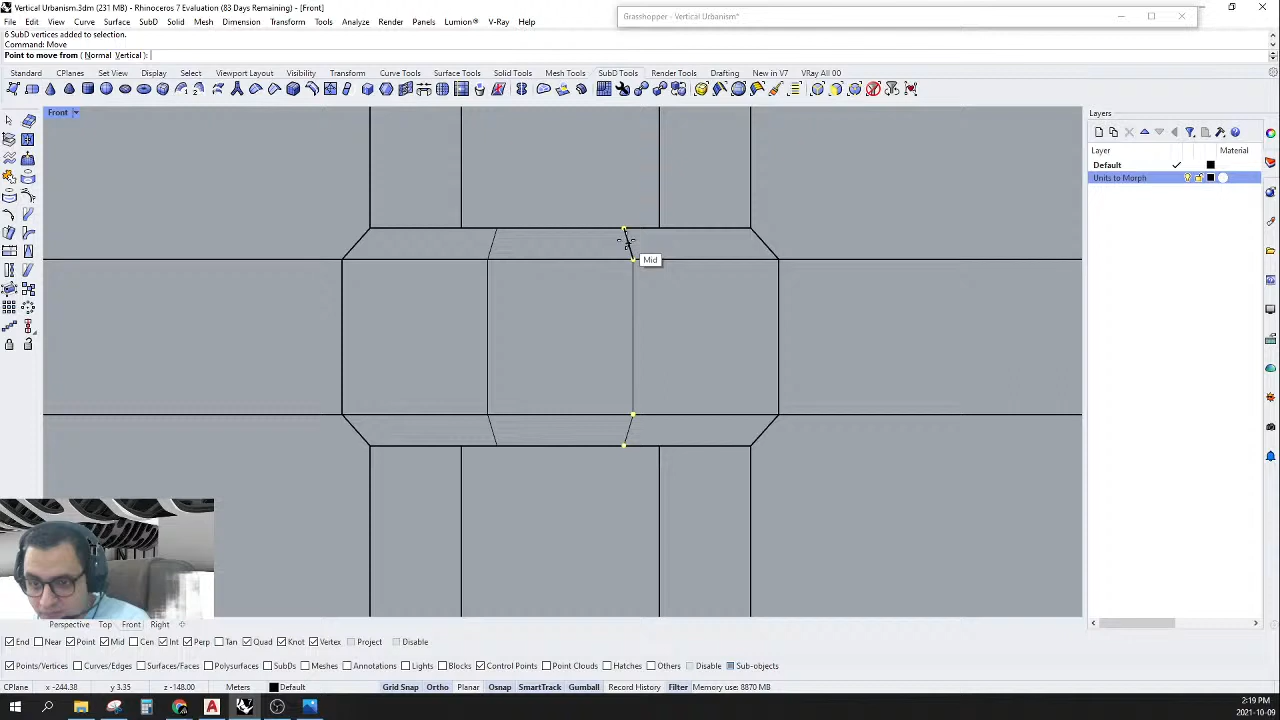 Vertical Urbanism.3dm (231 MB) - Rhinoceros 7 Evaluation (83 Days Remaining) - [Front]
Grasshopper - Vertical Urbanism*
File Edit View Curve Surface SubD Solid Mesh Dimension Transform Tools Analyze Render Panels Lumion® V-Ray Help
6 SubD vertices added to selection.
Command: Move
Point to move from ( Normal Vertical ):
Standard CPlanes Set View Display Select Viewport Layout Visibility Transform Curve Tools Surface Tools Solid Tools Mesh Tools SubD Tools Render Tools Drafting New in V7 VRay All 00
Front
Layers
Layer Material
Default
Units to Morph
Mid
Perspective Top Front Right
End Near Point Mid Cen Int Perp Tan Quad Knot Vertex Project Disable
Points/Vertices Curves/Edges Surfaces/Faces Polysurfaces SubDs Meshes Annotations Lights Blocks Control Points Point Clouds Hatches Others Disable Sub-objects
CPlane x -244.38 y 3.35 z -148.00 Meters Default Grid Snap Ortho Planar Osnap SmartTrack Gumball Record History Filter Memory use: 8870 MB
2:19 PM
2021-10-09